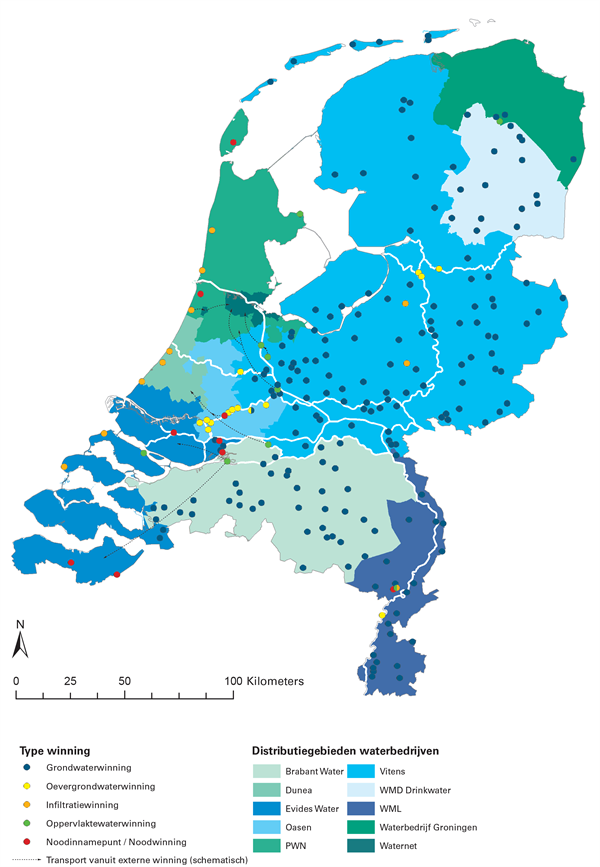 N
0 25 50 100 Kilometers
Type winning
Grondwaterwinning
Oevergrondwaterwinning
Infiltratiewinning
Oppervlaktewaterwinning
Noodinnamepunt / Noodwinning
Transport vanuit externe winning (schematisch)
Distributiegebieden waterbedrijven
Brabant Water
Dunea
Evides Water
Oasen
PWN
Vitens
WMD Drinkwater
WML
Waterbedrijf Groningen
Waternet